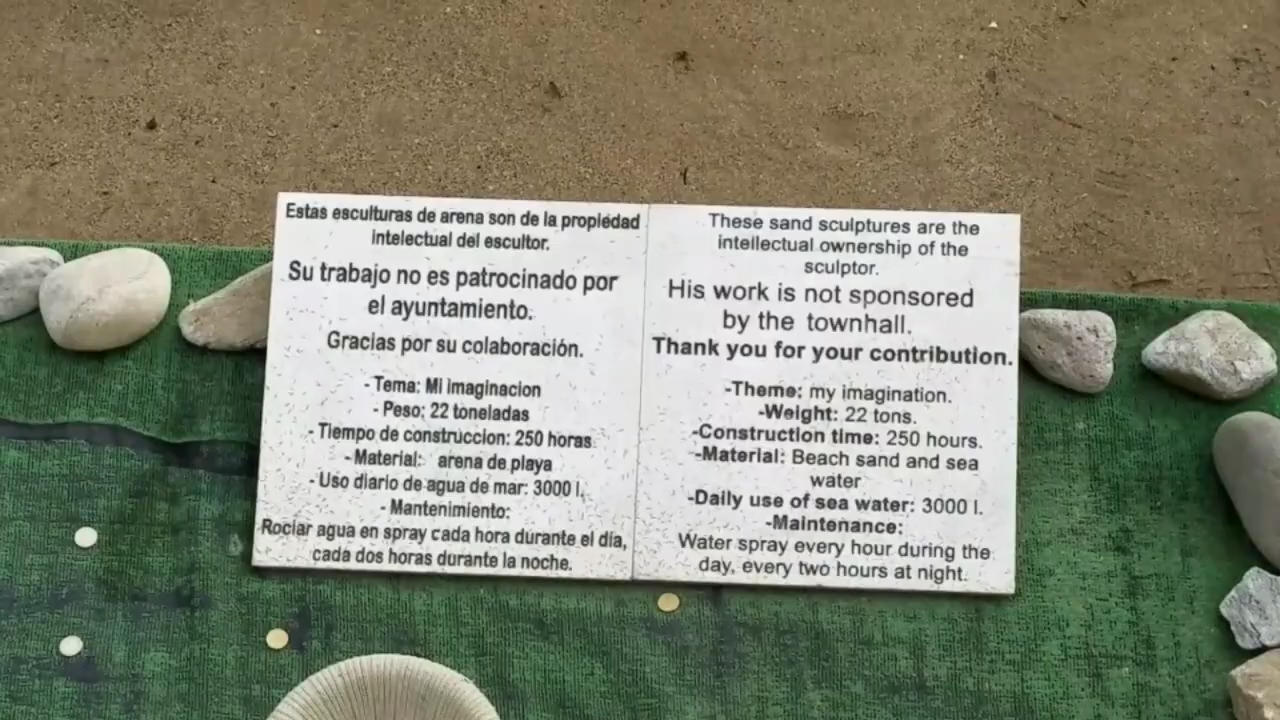 Estas esculturas de arena son de la propiedad
intelectual del escultor.
Su trabajo no es patrocinado por
el ayuntamiento.
Gracias por su colaboración.
- Tema: Mi imaginacion
- Peso: 22 toneladas
- Tiempo de construccion: 250 horas
- Material: arena de playa
- Uso diario de agua de mar: 3000 l.
- Mantenimiento:
Rociar agua en spray cada hora durante el día,
cada dos horas durante la noche.
These sand sculptures are the
intellectual ownership of the
sculptor.
His work is not sponsored
by the townhall.
Thank you for your contribution.
-Theme: my imagination.
-Weight: 22 tons.
-Construction time: 250 hours.
-Material: Beach sand and sea
water
-Daily use of sea water: 3000 l.
-Maintenance:
Water spray every hour during the
day, every two hours at night.